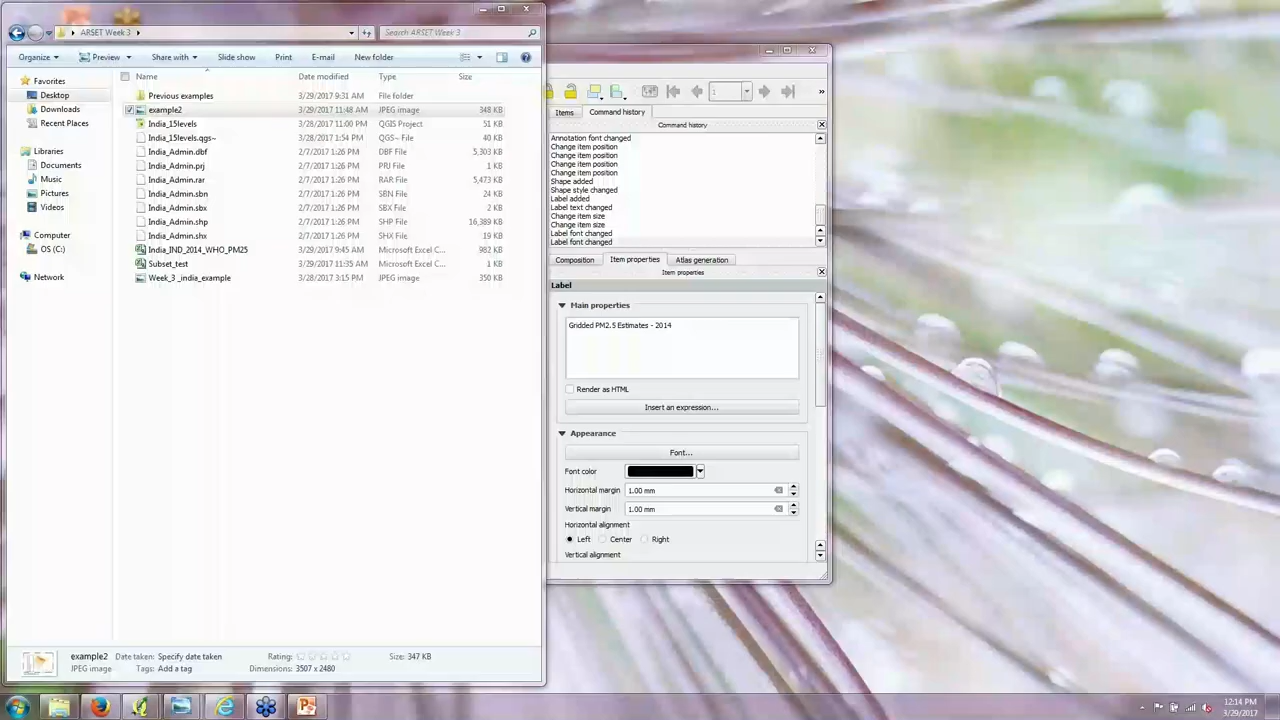 ARSET Week 3
Search ARSET Week 3
Organize Preview Share with Slide show Print E-mail New folder
Favorites
Desktop
Downloads
Recent Places
Libraries
Documents
Music
Pictures
Videos
Computer
OS (C:)
Network
Name Date modified Type Size
Previous examples 3/29/2017 9:31 AM File folder
example2 3/29/2017 11:48 AM JPEG image 348 KB
India_15levels 3/28/2017 11:00 PM QGIS Project 51 KB
India_15levels.qgs~ 3/28/2017 1:54 PM QGS~ File 40 KB
India_Admin.dbf 2/7/2017 1:26 PM DBF File 5,303 KB
India_Admin.prj 2/7/2017 1:26 PM PRJ File 1 KB
India_Admin.rar 2/7/2017 1:26 PM RAR File 5,473 KB
India_Admin.sbn 2/7/2017 1:26 PM SBN File 24 KB
India_Admin.sbx 2/7/2017 1:26 PM SBX File 2 KB
India_Admin.shp 2/7/2017 1:26 PM SHP File 16,389 KB
India_Admin.shx 2/7/2017 1:26 PM SHX File 19 KB
India_IND_2014_WHO_PM25 3/29/2017 9:45 AM Microsoft Excel C... 982 KB
Subset_test 3/29/2017 11:35 AM Microsoft Excel C... 1 KB
Week_3 _india_example 3/28/2017 3:15 PM JPEG image 350 KB
example2 Date taken: Specify date taken Rating: Size: 347 KB
JPEG image Tags: Add a tag Dimensions: 3507 x 2480
1
»
Items Command history
Command history
Annotation font changed
Change item position
Change item position
Change item position
Change item position
Shape added
Shape style changed
Label added
Label text changed
Change item size
Change item size
Label font changed
Label font changed
Composition Item properties Atlas generation
Item properties
Label
Main properties
Gridded PM2.5 Estimates - 2014
Render as HTML
Insert an expression...
Appearance
Font...
Font color
Horizontal margin 1.00 mm
Vertical margin 1.00 mm
Horizontal alignment
Left Center Right
Vertical alignment
12:14 PM
3/29/2017